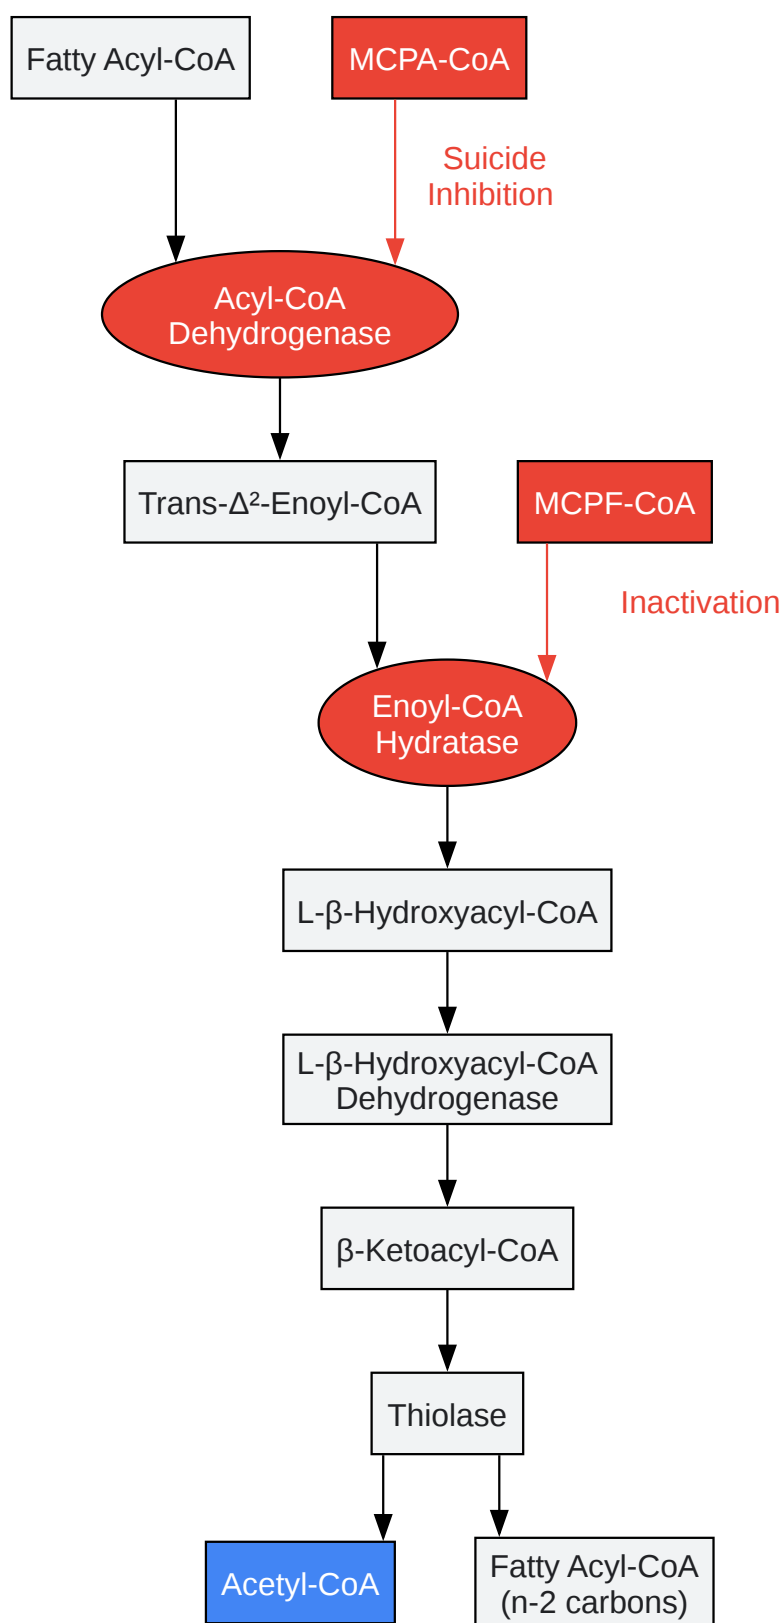 Fatty Acyl-CoA
MCPA-CoA
Suicide
Inhibition
Acyl-CoA
Dehydrogenase
Trans-Δ²-Enoyl-CoA
MCPF-CoA
Inactivation
Enoyl-CoA
Hydratase
L-β-Hydroxyacyl-CoA
L-β-Hydroxyacyl-CoA
Dehydrogenase
β-Ketoacyl-CoA
Thiolase
Acetyl-CoA
Fatty Acyl-CoA
(n-2 carbons)